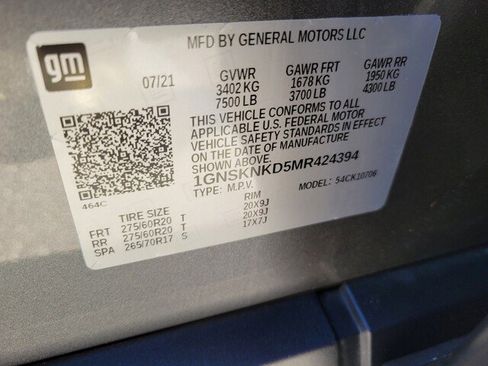 gm
MFD BY GENERAL MOTORS LLC
07/21 GVWR GAWR FRT GAWR RR
3402 KG 1678 KG 1950 KG
7500 LB 3700 LB 4300 LB
THIS VEHICLE CONFORMS TO ALL
APPLICABLE U.S. FEDERAL MOTOR
VEHICLE SAFETY STANDARDS IN EFFECT
ON THE DATE OF MANUFACTURE
SHOWN ABOVE.
1GNSKNKD5MR424394
TYPE: M.P.V. MODEL: 54CK10706
464C
TIRE SIZE RIM
FRT 275/60R20 T 20X9J
RR 275/60R20 T 20X9J
SPA 265/70R17 S 17X7J